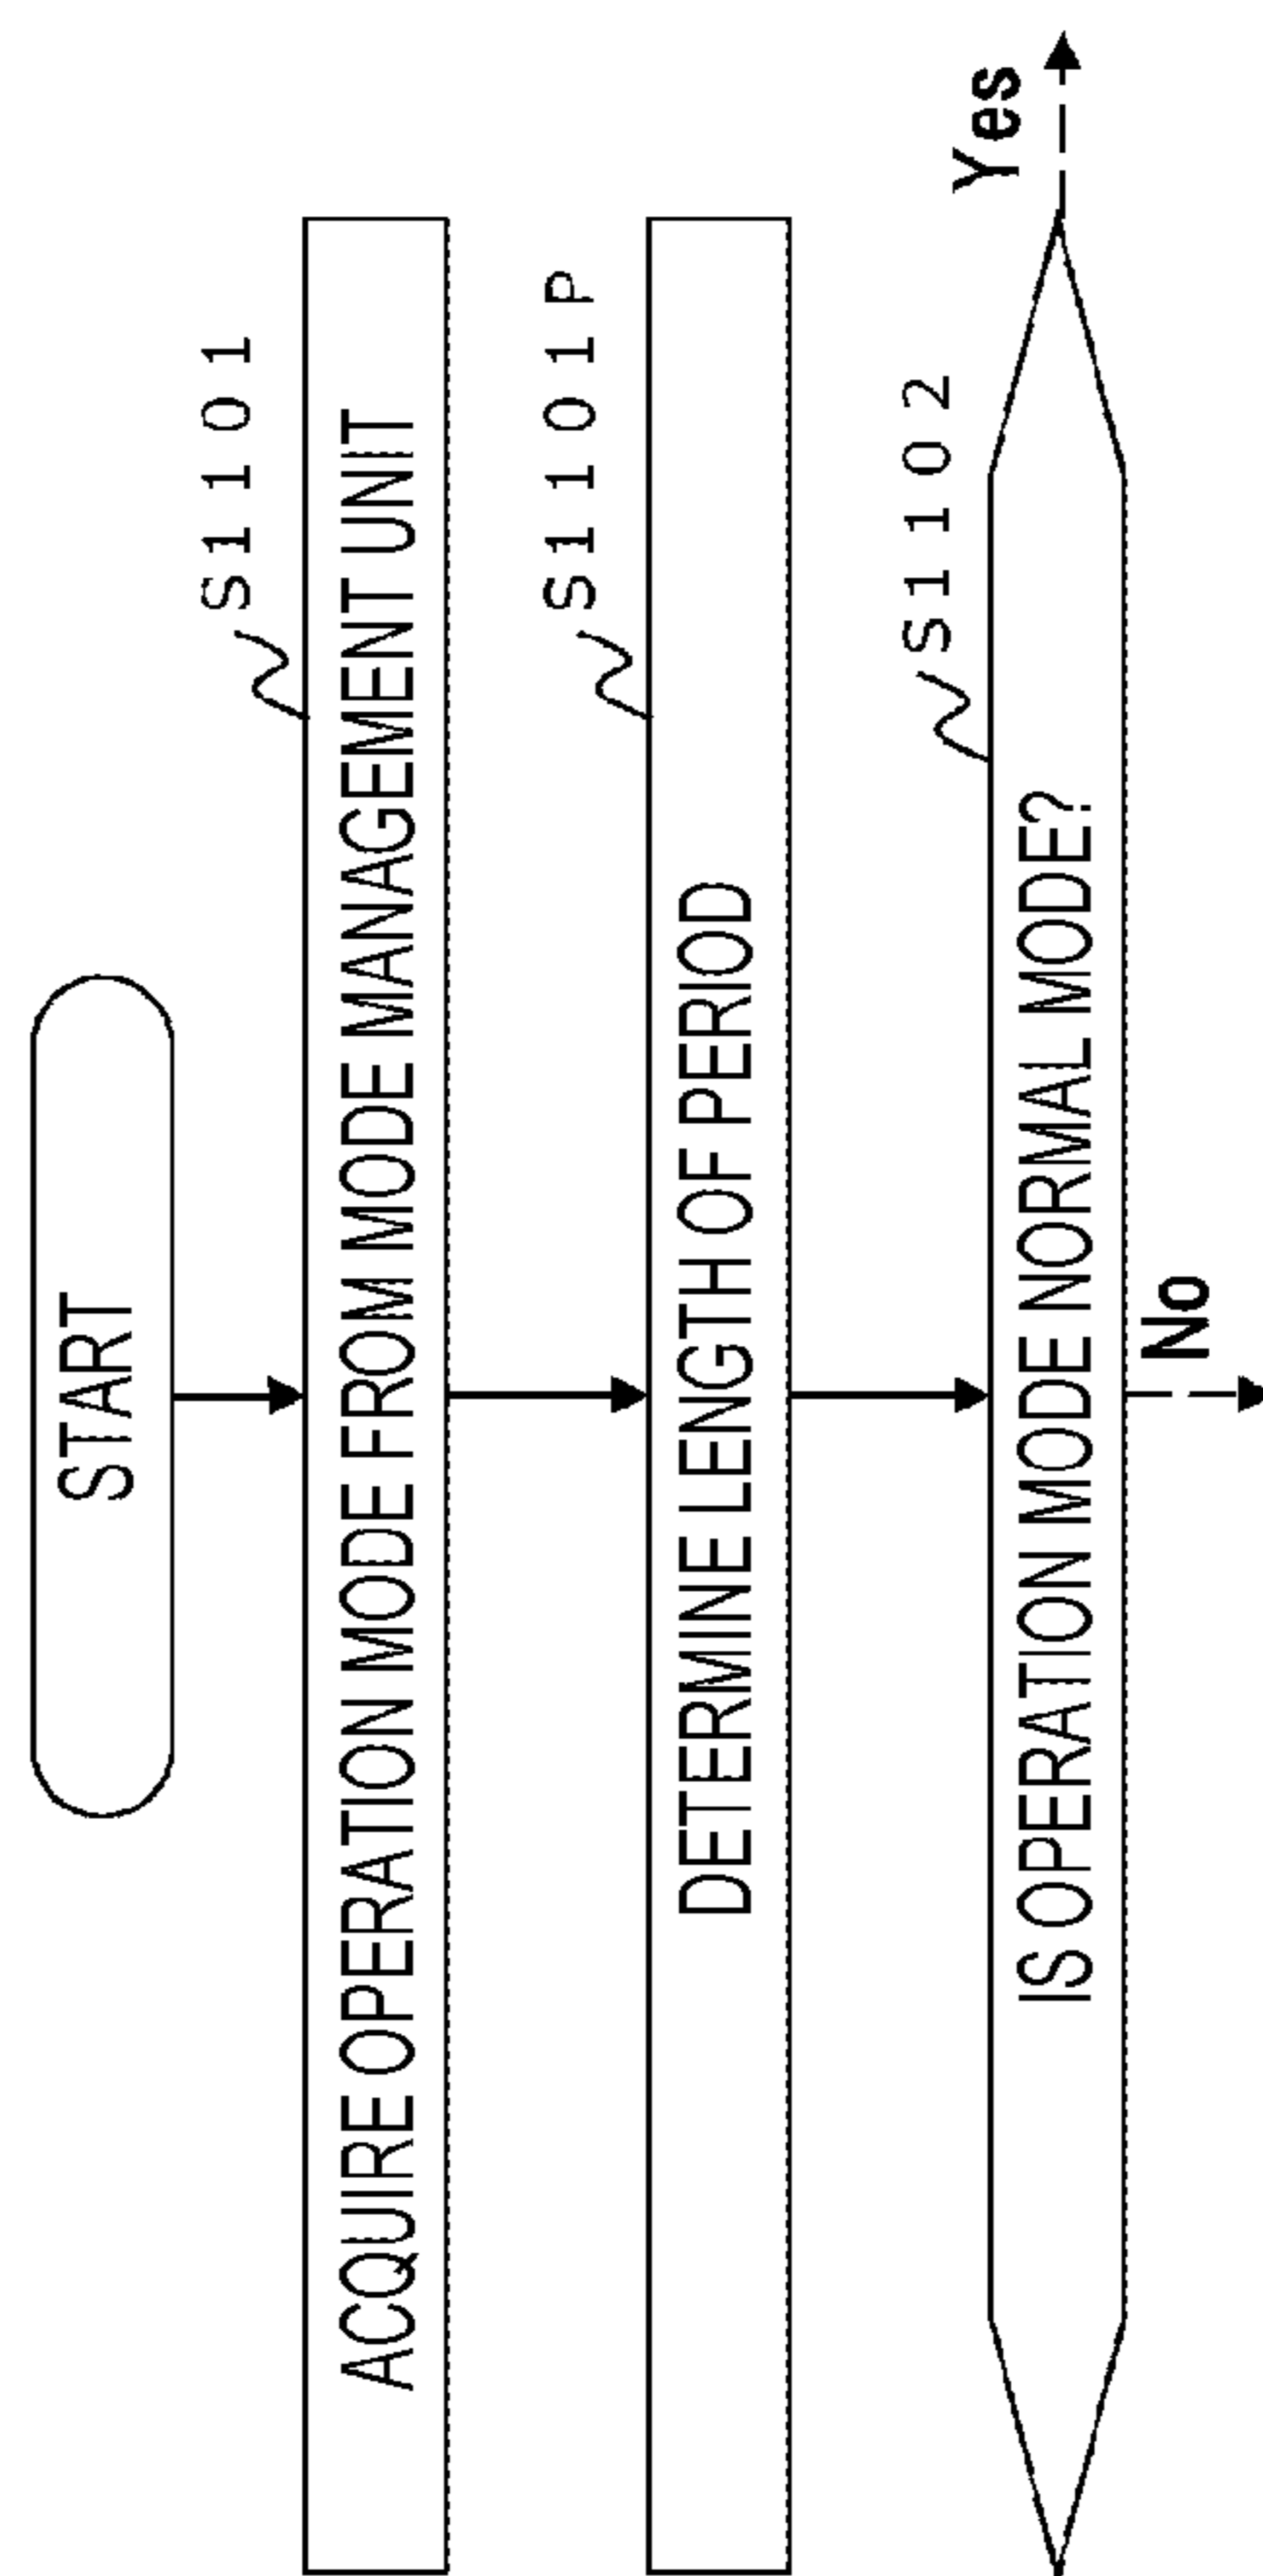 START
S1101
ACQUIRE OPERATION MODE FROM MODE MANAGEMENT UNIT
S1101P
DETERMINE LENGTH OF PERIOD
S1102
IS OPERATION MODE NORMAL MODE?
Yes
No